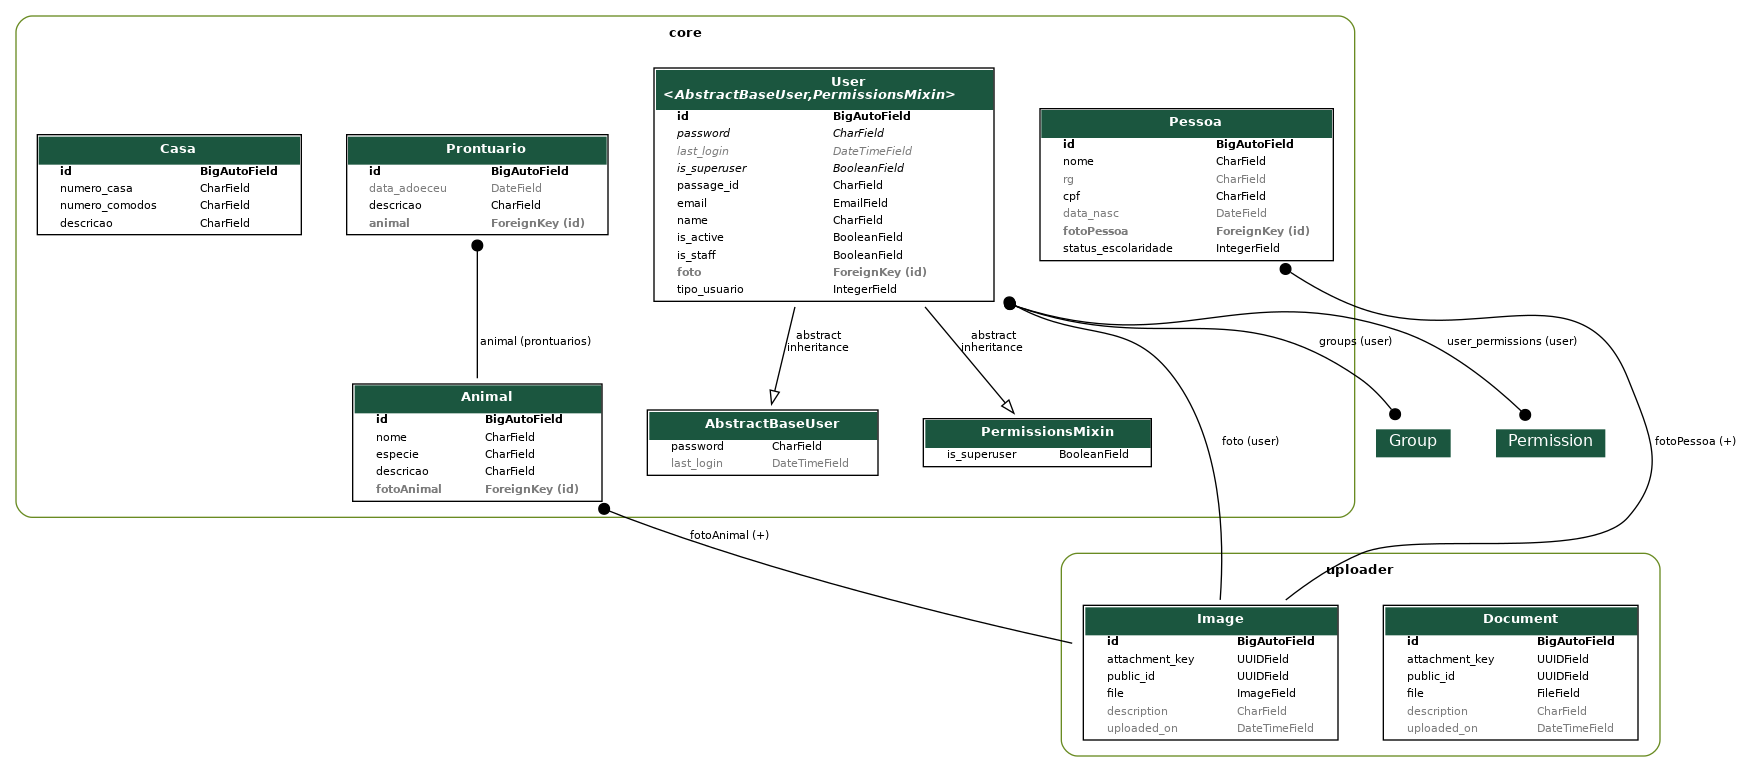 core
User
<AbstractBaseUser,PermissionsMixin>
id BigAutoField
password CharField
last_login DateTimeField
is_superuser BooleanField
passage_id CharField
email EmailField
name CharField
is_active BooleanField
is_staff BooleanField
foto ForeignKey (id)
tipo_usuario IntegerField
Pessoa
id BigAutoField
nome CharField
rg CharField
cpf CharField
data_nasc DateField
fotoPessoa ForeignKey (id)
status_escolaridade IntegerField
Casa
id BigAutoField
numero_casa CharField
numero_comodos CharField
descricao CharField
Prontuario
id BigAutoField
data_adoeceu DateField
descricao CharField
animal ForeignKey (id)
animal (prontuarios)
abstract
inheritance
abstract
inheritance
groups (user)
user_permissions (user)
Animal
id BigAutoField
nome CharField
especie CharField
descricao CharField
fotoAnimal ForeignKey (id)
AbstractBaseUser
password CharField
last_login DateTimeField
PermissionsMixin
is_superuser BooleanField
foto (user)
Group
Permission
fotoPessoa (+)
fotoAnimal (+)
uploader
Image
id BigAutoField
attachment_key UUIDField
public_id UUIDField
file ImageField
description CharField
uploaded_on DateTimeField
Document
id BigAutoField
attachment_key UUIDField
public_id UUIDField
file FileField
description CharField
uploaded_on DateTimeField